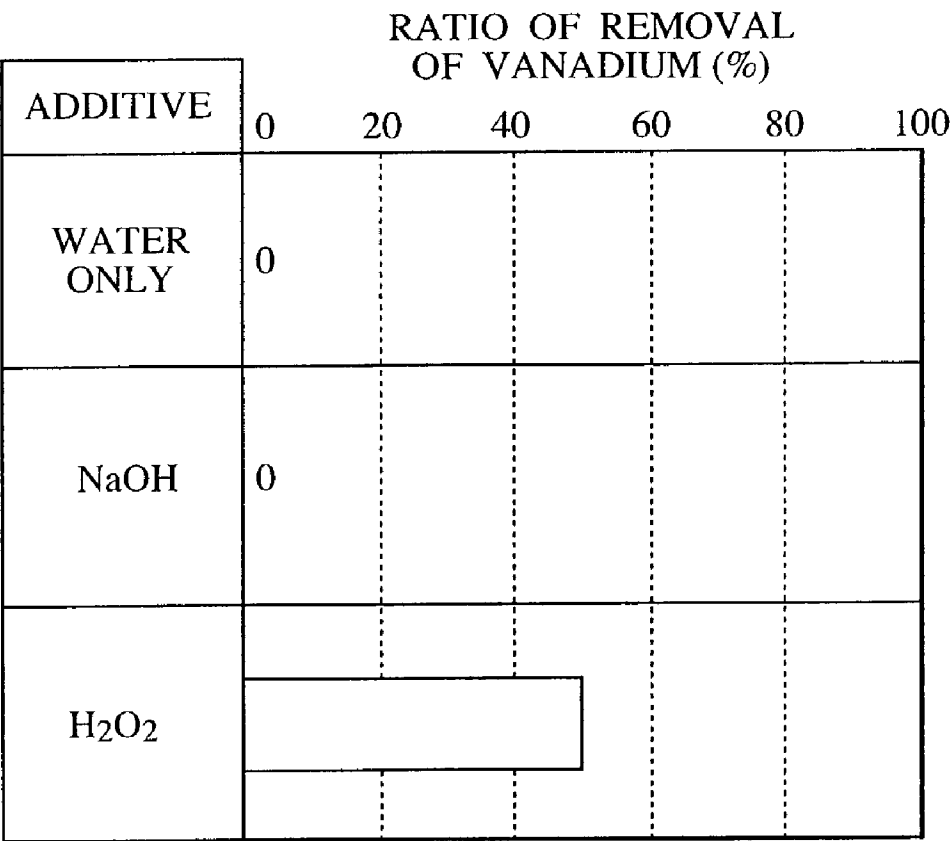 RATIO OF REMOVAL
OF VANADIUM (%)
ADDITIVE
0 20 40 60 80 100
WATER
ONLY
0
NaOH 0
H2O2